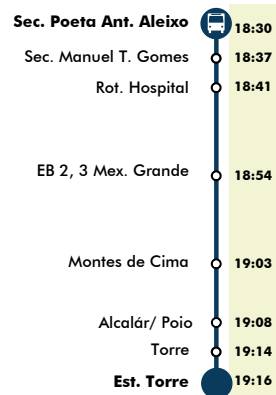 Sec. Poeta Ant. Aleixo 18:30
Sec. Manuel T. Gomes 18:37
Rot. Hospital 18:41
EB 2, 3 Mex. Grande 18:54
Montes de Cima 19:03
Alcalár/ Poio 19:08
Torre 19:14
Est. Torre 19:16